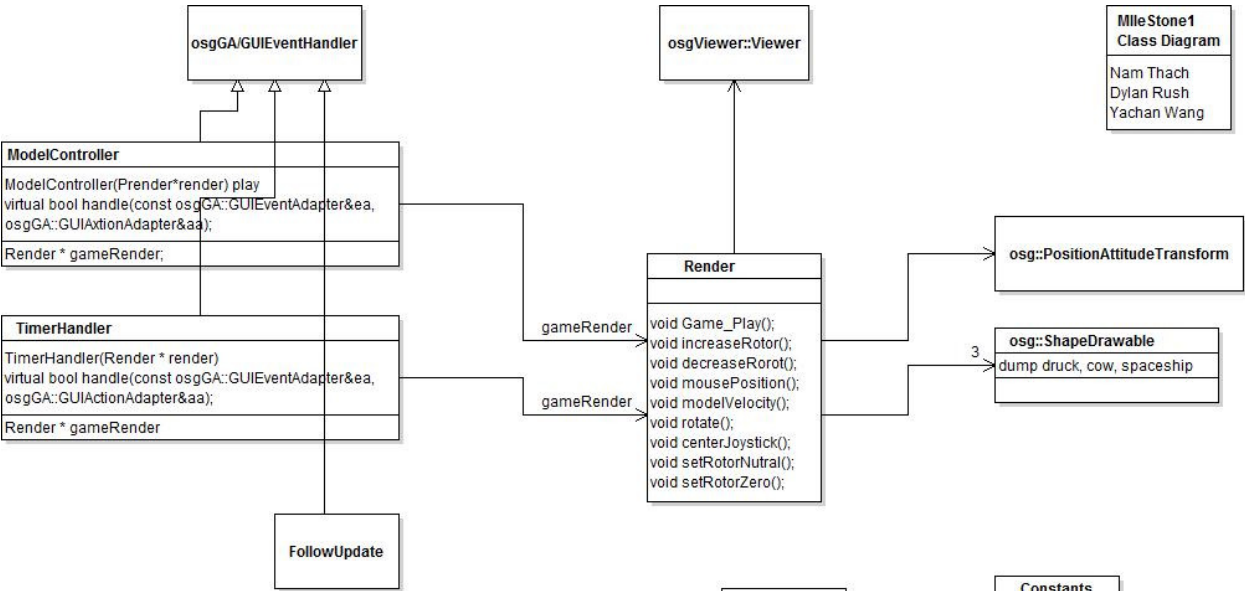 osgGA/GUIEventHandler
osgViewer::Viewer
MIleStone1
Class Diagram
Nam Thach
Dylan Rush
Yachan Wang
ModelController
ModelController(Prender*render) play
virtual bool handle(const osgGA::GUIEventAdapter&ea,
osgGA::GUIAxtionAdapter&aa);
Render * gameRender;
TimerHandler
TimerHandler(Render * render)
virtual bool handle(const osgGA::GUIEventAdapter&ea,
osgGA::GUIActionAdapter&aa);
Render * gameRender
FollowUpdate
gameRender
gameRender
Render
void Game_Play();
void increaseRotor();
void decreaseRorot();
void mousePosition();
void modelVelocity();
void rotate();
void centerJoystick();
void setRotorNutral();
void setRotorZero();
osg::PositionAttitudeTransform
3
osg::ShapeDrawable
dump druck, cow, spaceship
Constants